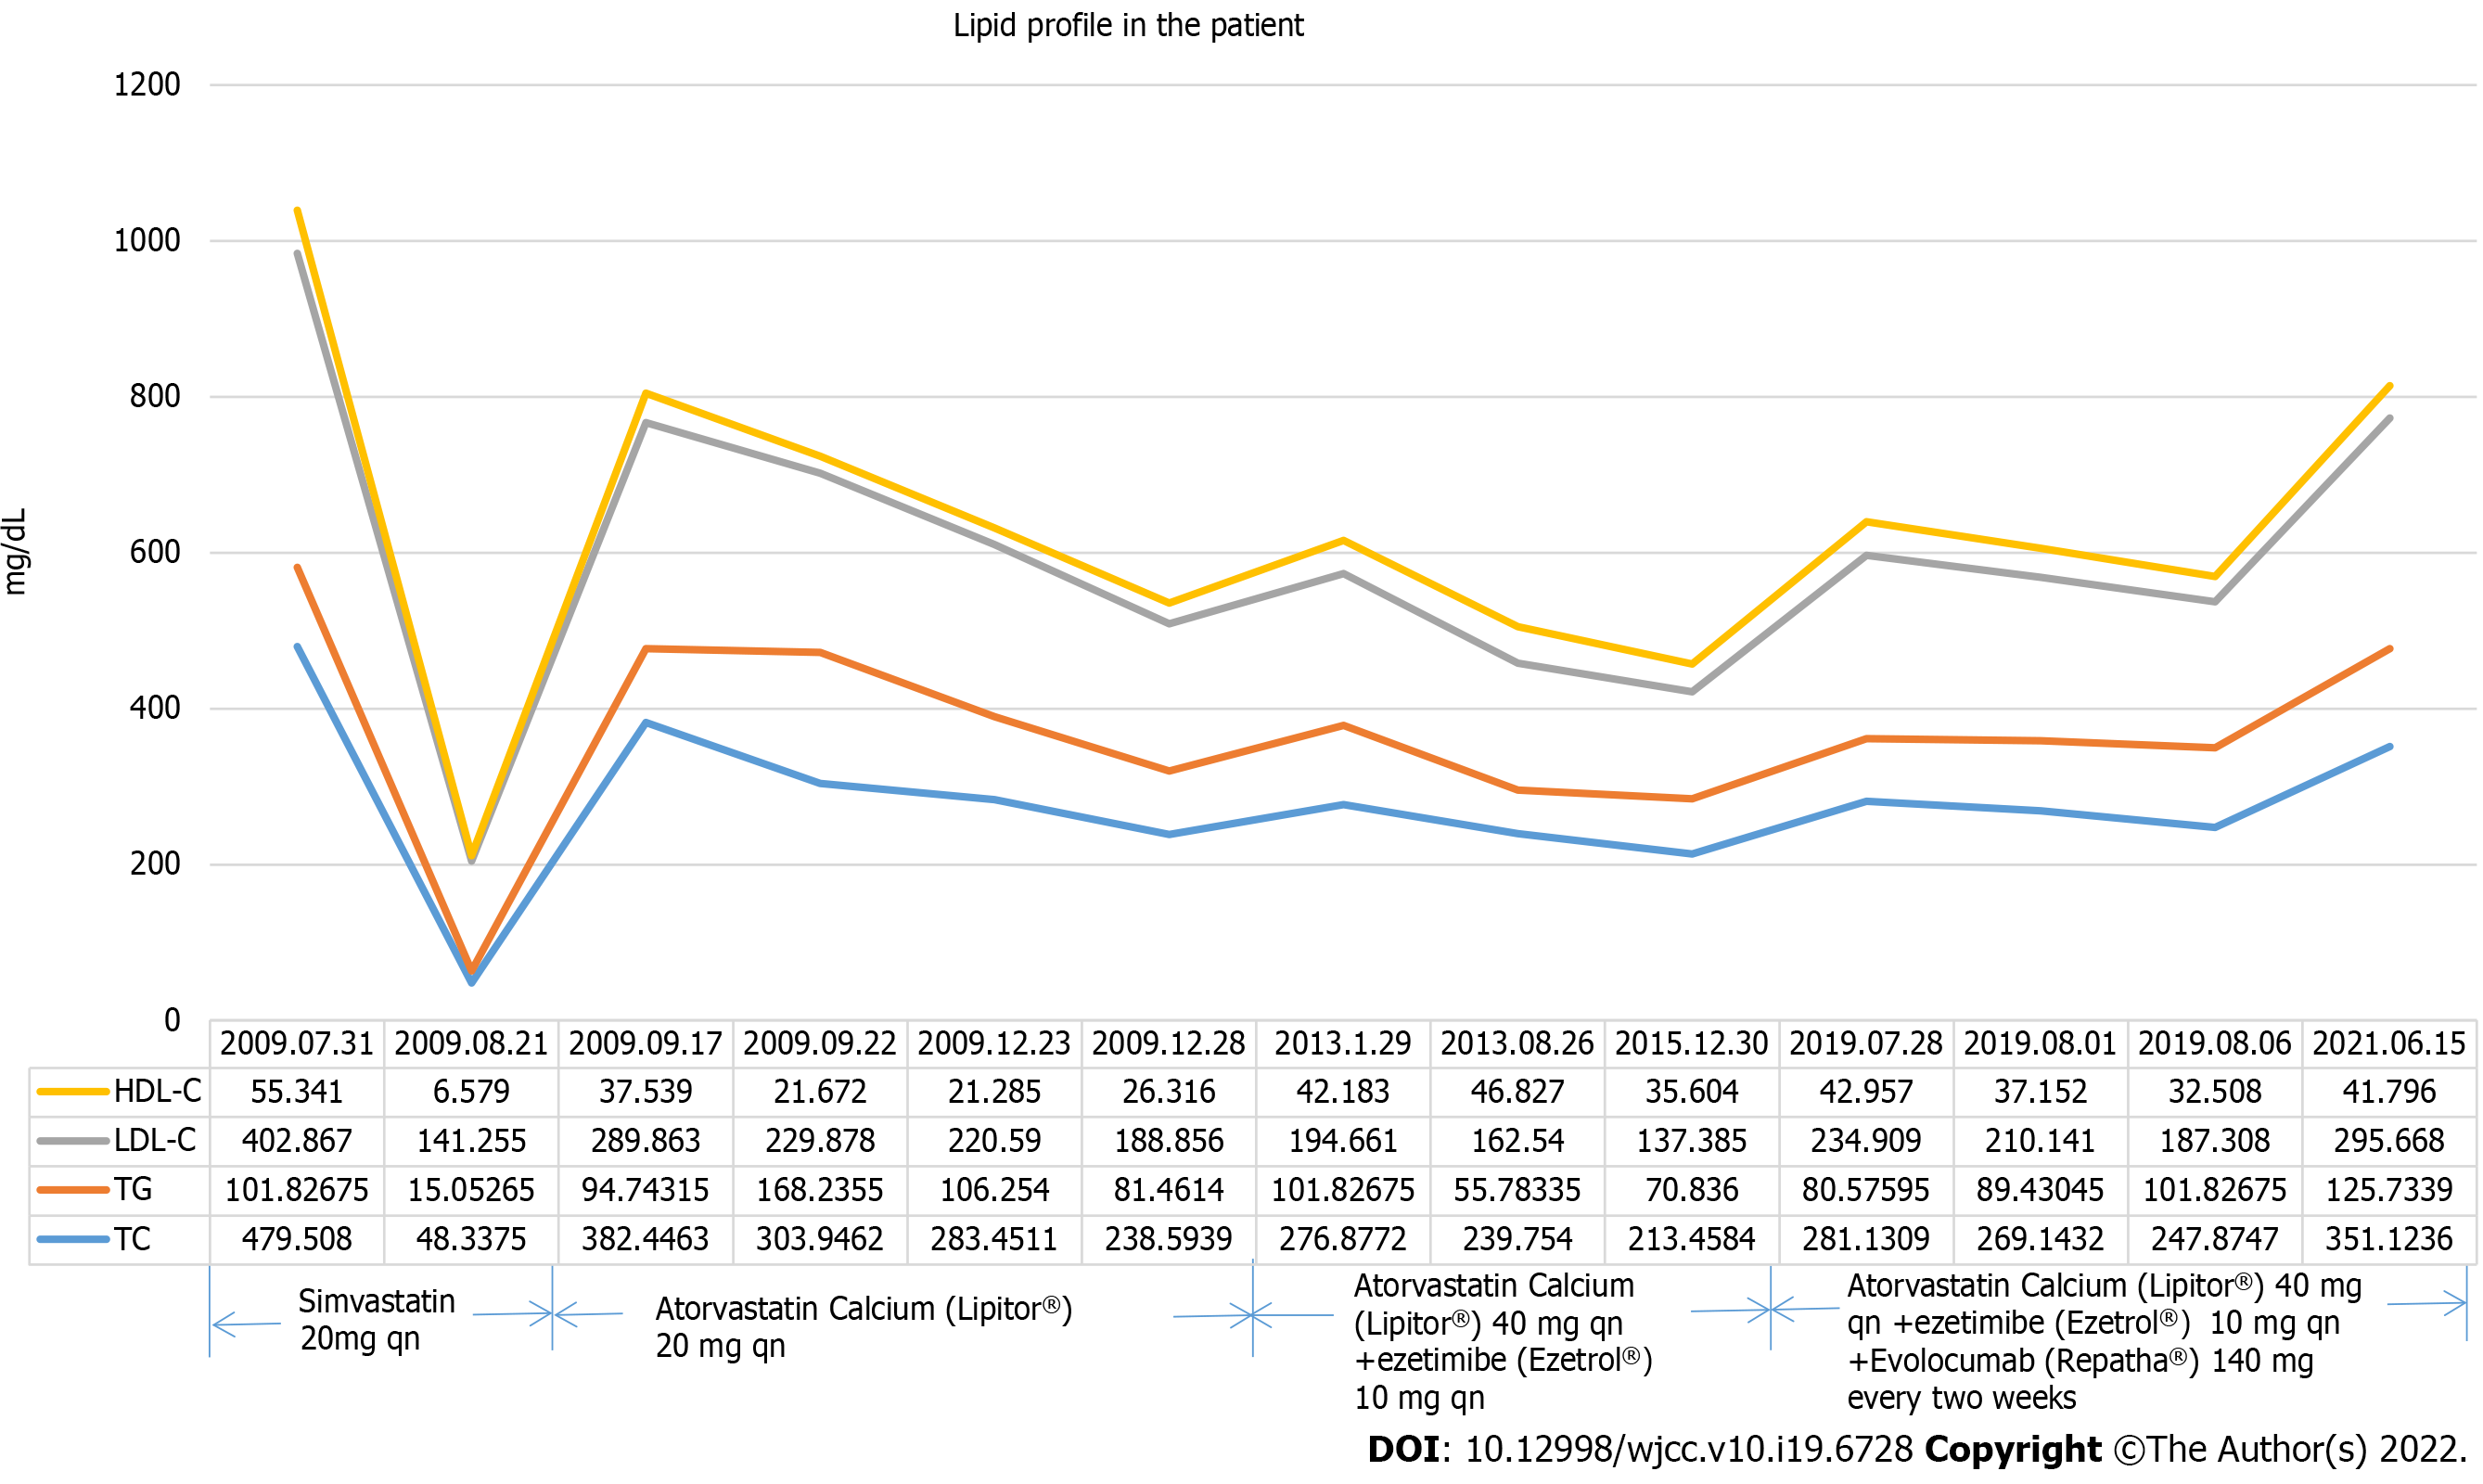 Lipid profile in the patient
1200
1000
800
600
400
200
0
mg/dL
2009.07.31 2009.08.21 2009.09.17 2009.09.22 2009.12.23 2009.12.28 2013.1.29 2013.08.26 2015.12.30 2019.07.28 2019.08.01 2019.08.06 2021.06.15
HDL-C 55.341 6.579 37.539 21.672 21.285 26.316 42.183 46.827 35.604 42.957 37.152 32.508 41.796
LDL-C 402.867 141.255 289.863 229.878 220.59 188.856 194.661 162.54 137.385 234.909 210.141 187.308 295.668
TG 101.82675 15.05265 94.74315 168.2355 106.254 81.4614 101.82675 55.78335 70.836 80.57595 89.43045 101.82675 125.7339
TC 479.508 48.3375 382.4463 303.9462 283.4511 238.5939 276.8772 239.754 213.4584 281.1309 269.1432 247.8747 351.1236
Simvastatin
20mg qn
Atorvastatin Calcium (Lipitor®)
20 mg qn
Atorvastatin Calcium
(Lipitor®) 40 mg qn
+ezetimibe (Ezetrol®)
10 mg qn
Atorvastatin Calcium (Lipitor®) 40 mg
qn +ezetimibe (Ezetrol®) 10 mg qn
+Evolocumab (Repatha®) 140 mg
every two weeks
DOI: 10.12998/wjcc.v10.i19.6728 Copyright ©The Author(s) 2022.